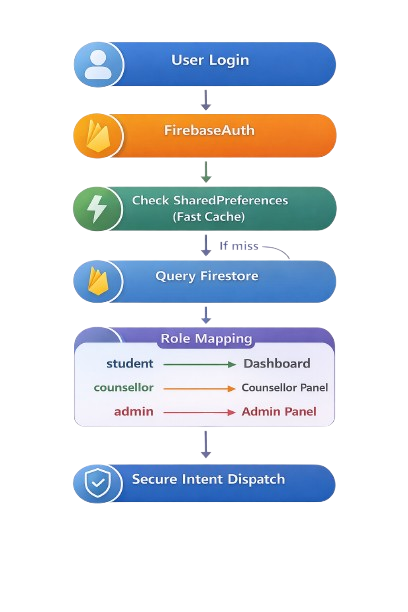 User Login
FirebaseAuth
Check SharedPreferences
(Fast Cache)
If miss
Query Firestore
Role Mapping
student Dashboard
counsellor Counsellor Panel
admin Admin Panel
Secure Intent Dispatch